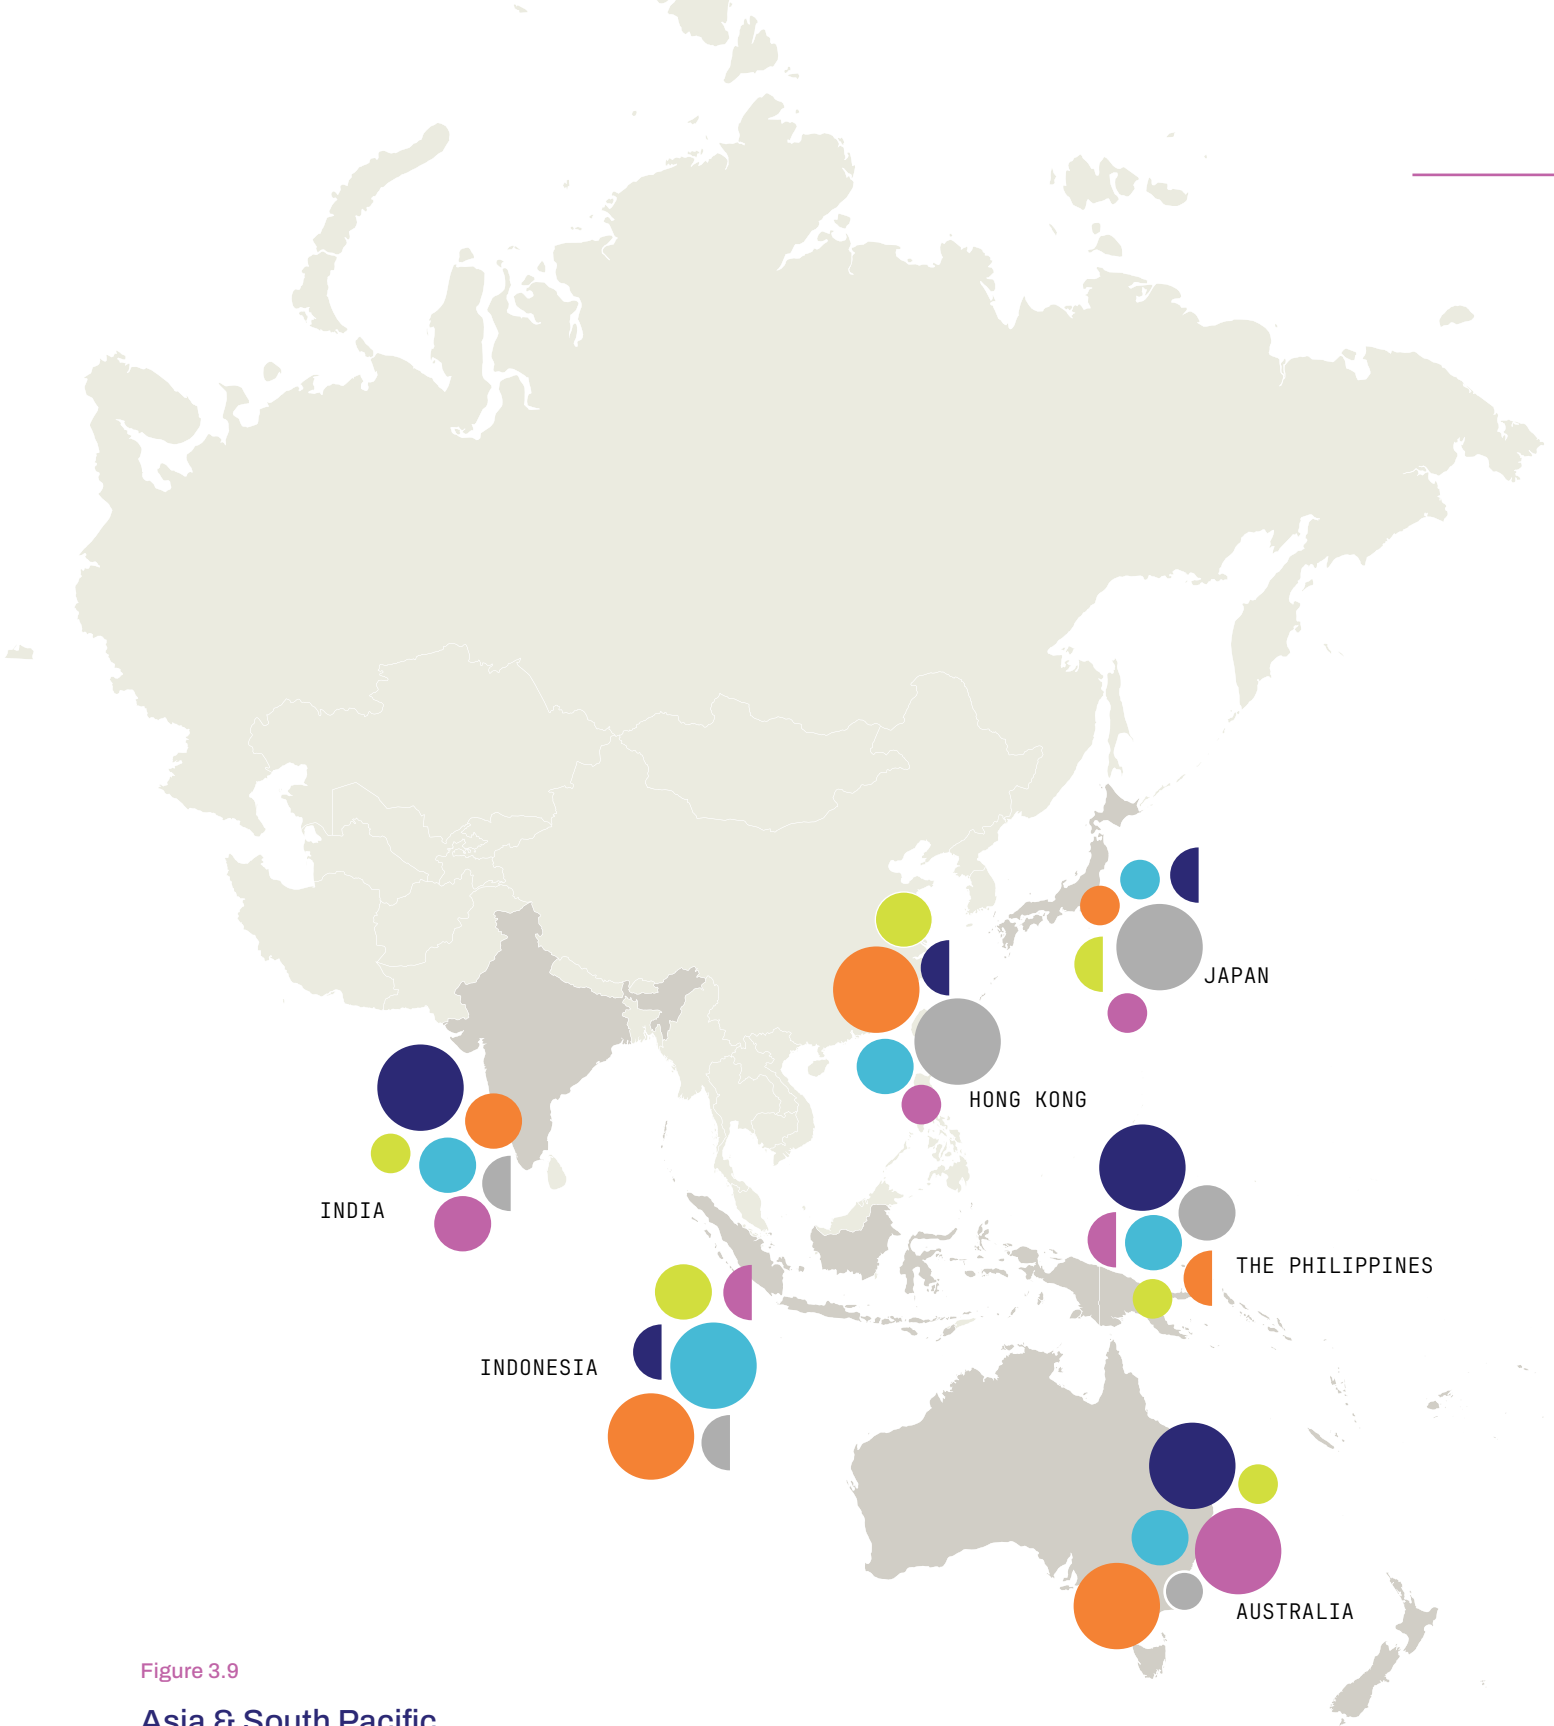 JAPAN
HONG KONG
INDIA
THE PHILIPPINES
INDONESIA
AUSTRALIA
Figure 3.9
Asia & South Pacific